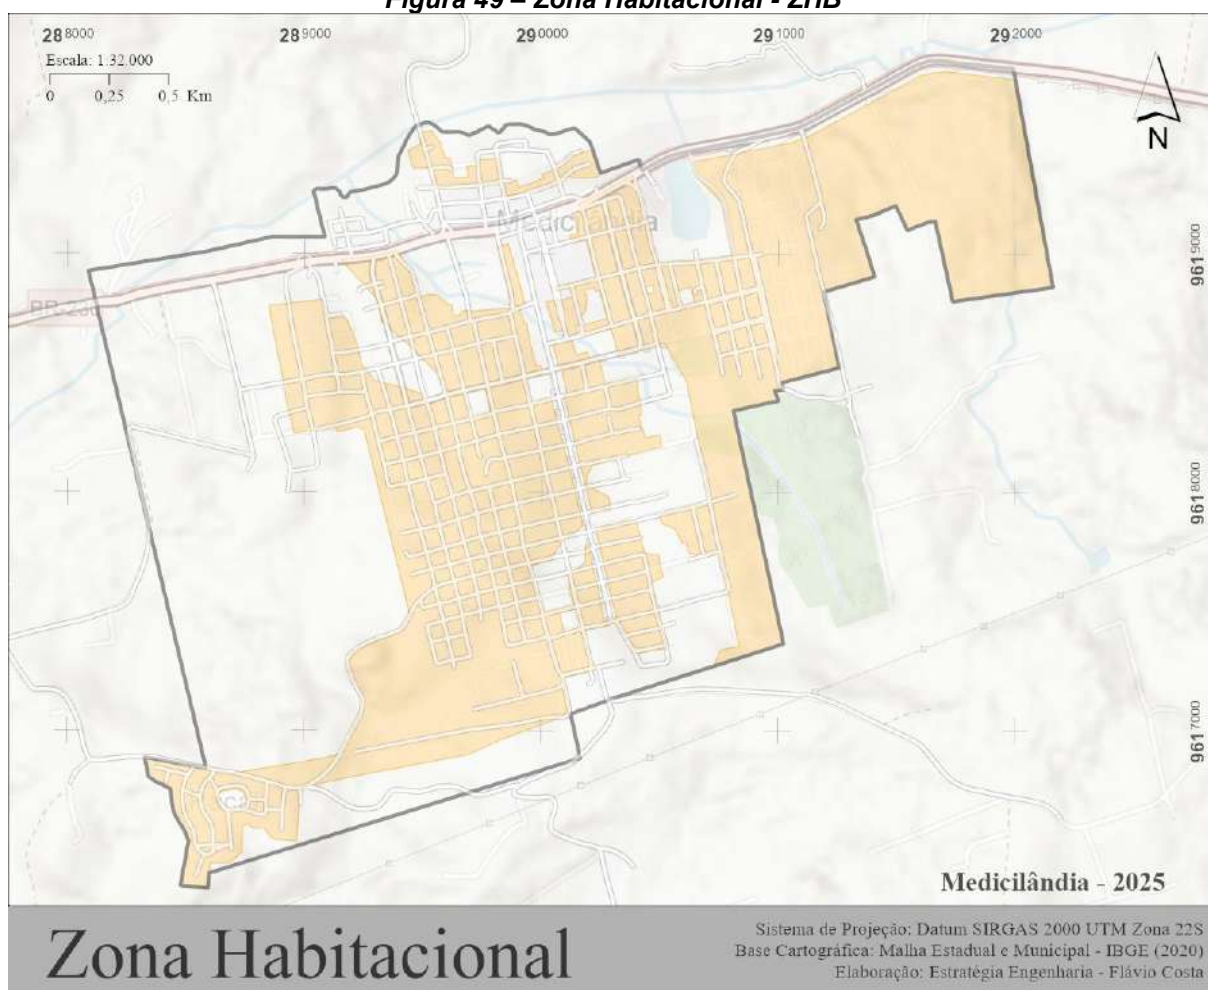 Figura 49 – Zona Habitacional - ZHB
288000 289000 290000 291000 292000
Escala: 1:32.000
0 0,25 0,5 Km
N
Medicilândia
9619000
BR-230
9618000
9617000
Medicilândia - 2025
Zona Habitacional
Sistema de Projeção: Datum SIRGAS 2000 UTM Zona 22S
Base Cartográfica: Malha Estadual e Municipal - IBGE (2020)
Elaboração: Estratégia Engenharia - Flávio Costa